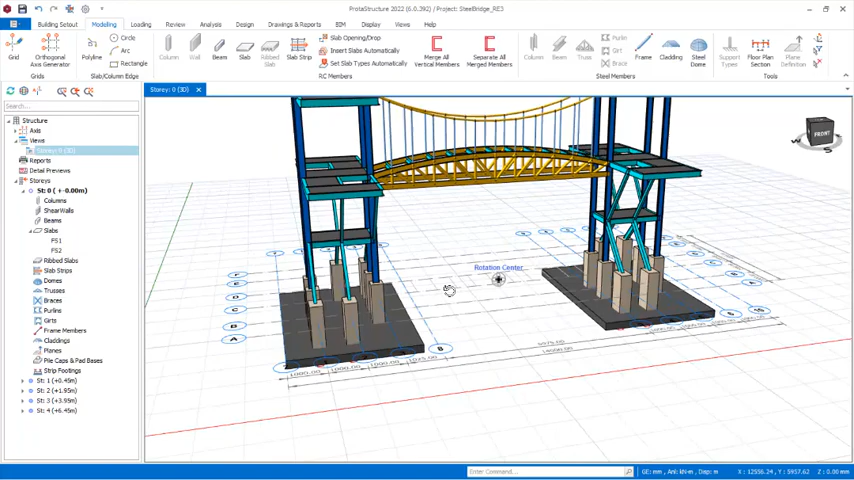 ProtaStructure 2022 (6.0.392) / Project: SteelBridge_RE3
Building Setout Modeling Loading Review Analysis Design Drawings & Reports BIM Display Views
Grid
Orthogonal Axis Generator
Grids
Polyline
Circle
Arc
Rectangle
Slab/Column Edge
Column
Wall
Beam
Slab
Ribbed Slab
Slab Strip
Slab Opening/Drop
Insert Slabs Automatically
Set Slab Types Automatically
Merge All Vertical Members
Separate All Merged Members
RC Members
Column
Beam
Truss
Purlin
Girt
Brace
Frame
Cladding
Steel Dome
Steel Members
Support Types
Floor Plan Section
Plane Definition
Tools
Storey: 0 (3D)
Search...
Structure
Axis
Views
Storey: 0 (3D)
Reports
Detail Previews
Storeys
St: 0 ( +-0.00m)
Columns
ShearWalls
Beams
Slabs
FS1
FS2
Ribbed Slabs
Slab Strips
Domes
Trusses
Braces
Purlins
Girts
Frame Members
Claddings
Planes
Pile Caps & Pad Bases
Strip Footings
St: 1 (+0.45m)
St: 2 (+1.95m)
St: 3 (+3.95m)
St: 4 (+6.45m)
FRONT
W
S
Rotation Center
F
E
D
C
B
A
Enter Command...
GE: mm , Anl: kN-m , Disp: m
X : 12556.24 , Y : 5957.62
Z : 0.00 mm